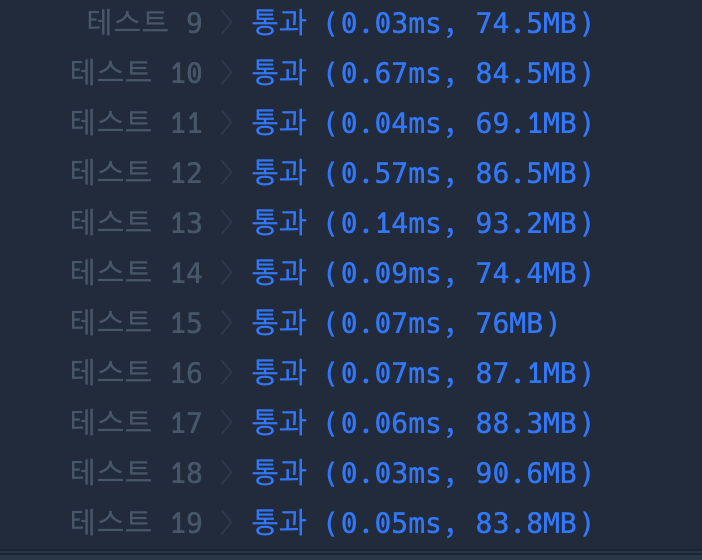 테스트 9 > 통과 (0.03ms, 74.5MB)
테스트 10 > 통과 (0.67ms, 84.5MB)
테스트 11 > 통과 (0.04ms, 69.1MB)
테스트 12 > 통과 (0.57ms, 86.5MB)
테스트 13 > 통과 (0.14ms, 93.2MB)
테스트 14 > 통과 (0.09ms, 74.4MB)
테스트 15 > 통과 (0.07ms, 76MB)
테스트 16 > 통과 (0.07ms, 87.1MB)
테스트 17 > 통과 (0.06ms, 88.3MB)
테스트 18 > 통과 (0.03ms, 90.6MB)
테스트 19 > 통과 (0.05ms, 83.8MB)